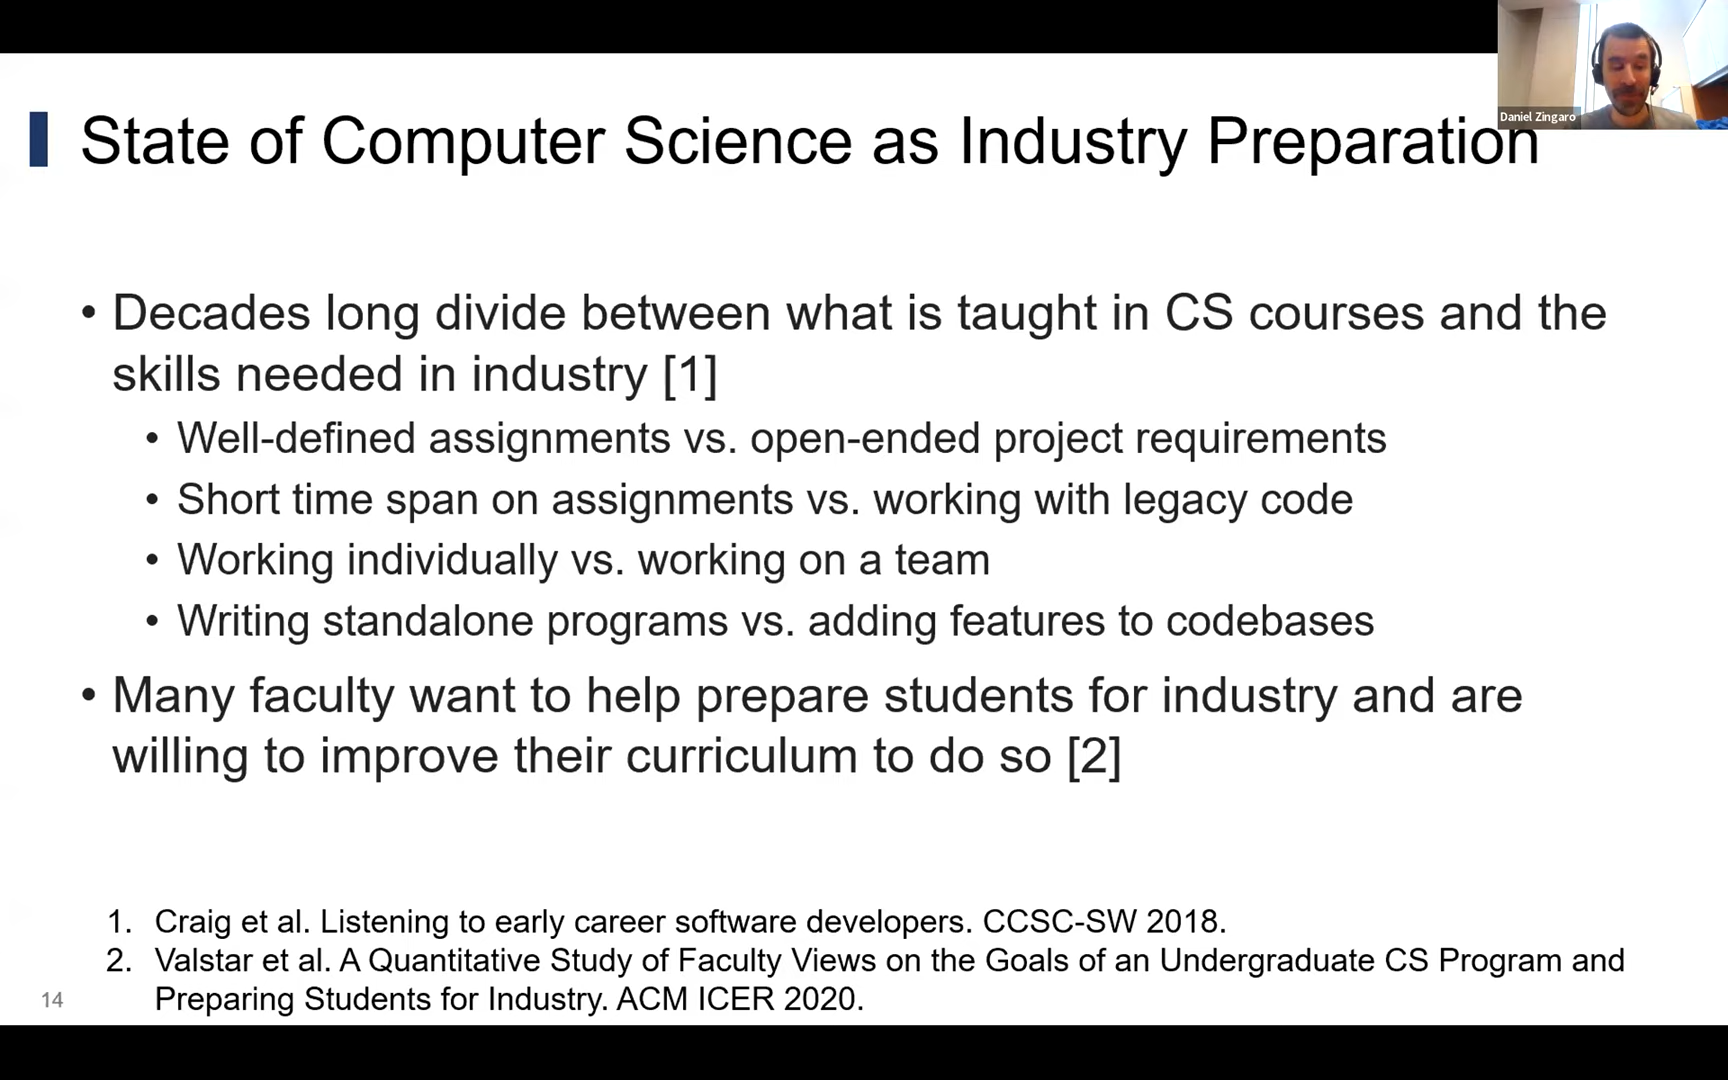 Daniel Zingaro
State of Computer Science as Industry Preparation
• Decades long divide between what is taught in CS courses and the
skills needed in industry [1]
• Well-defined assignments vs. open-ended project requirements
• Short time span on assignments vs. working with legacy code
• Working individually vs. working on a team
• Writing standalone programs vs. adding features to codebases
• Many faculty want to help prepare students for industry and are
willing to improve their curriculum to do so [2]
1. Craig et al. Listening to early career software developers. CCSC-SW 2018.
2. Valstar et al. A Quantitative Study of Faculty Views on the Goals of an Undergraduate CS Program and
Preparing Students for Industry. ACM ICER 2020.
14